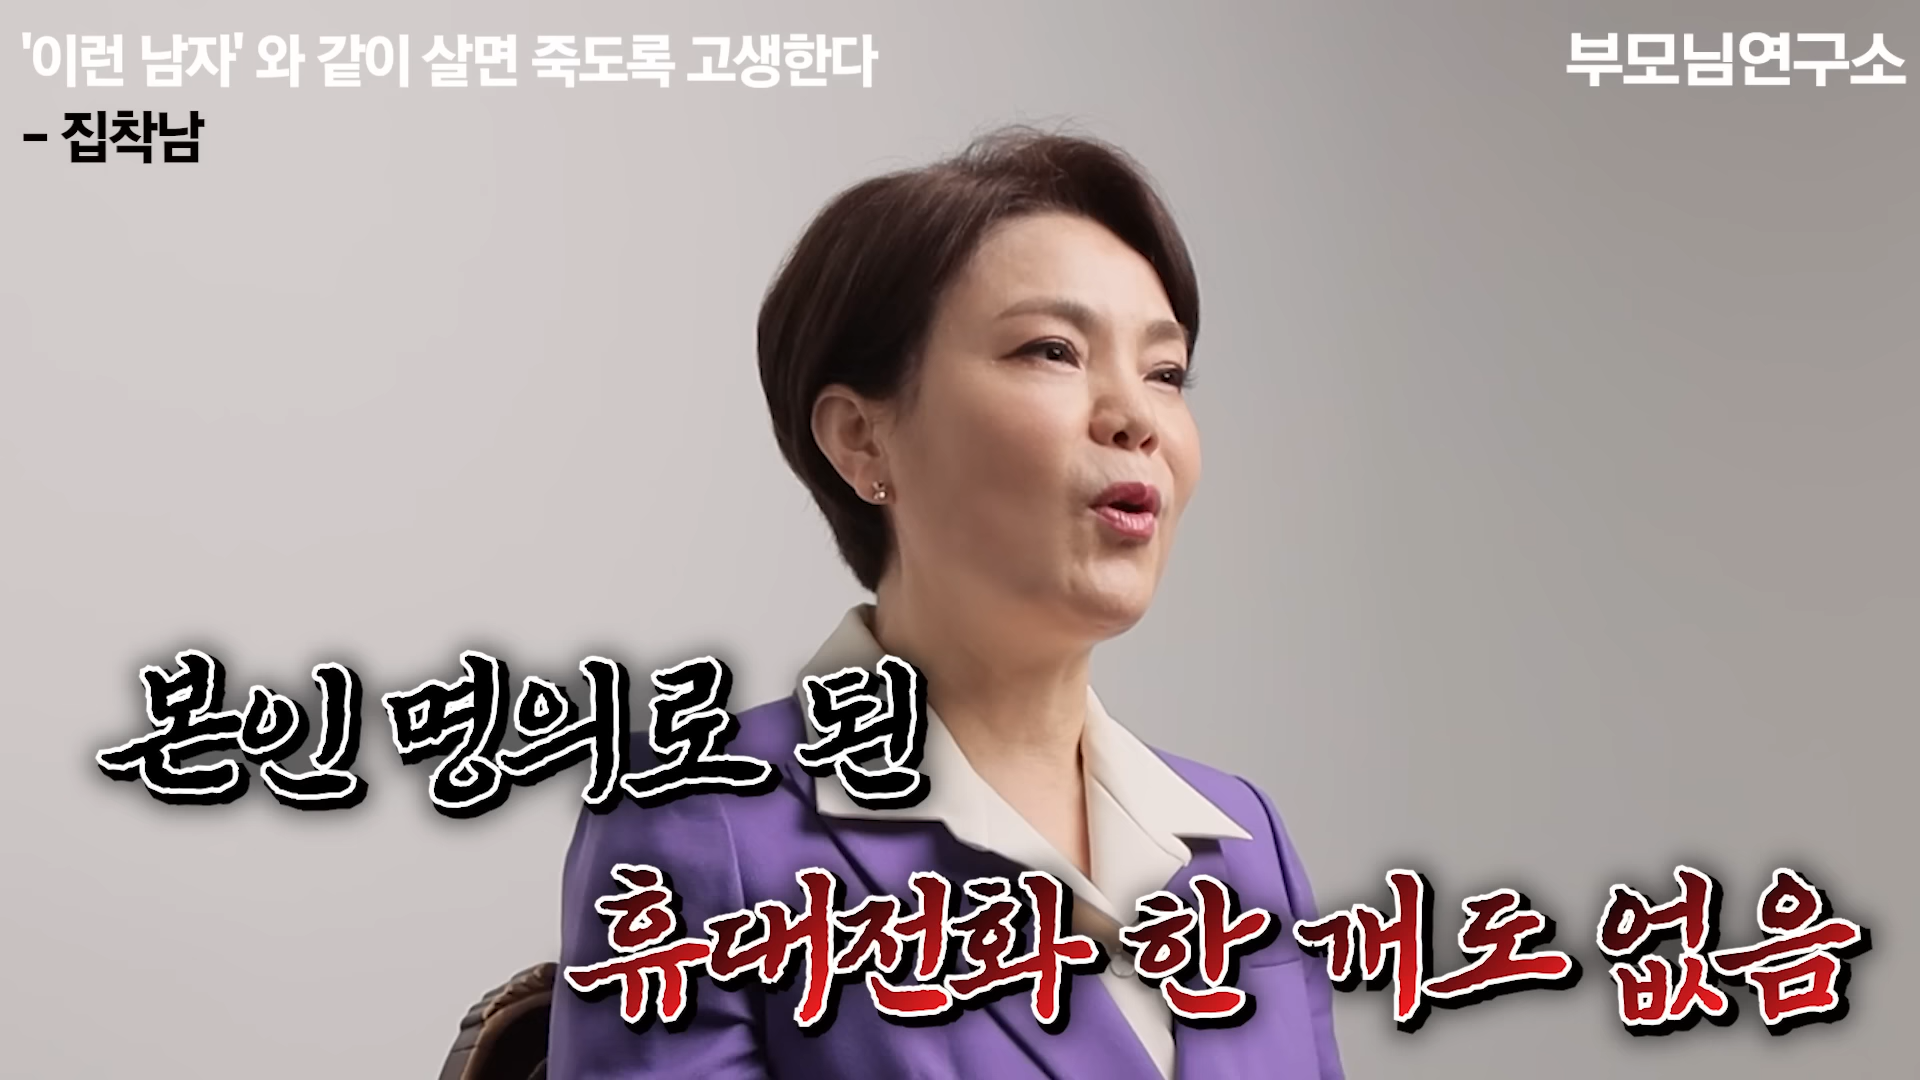 '이런 남자' 와 같이 살면 죽도록 고생한다
- 집착남
부모님연구소
본인 명의로 된
휴대전화 한 개도 없음